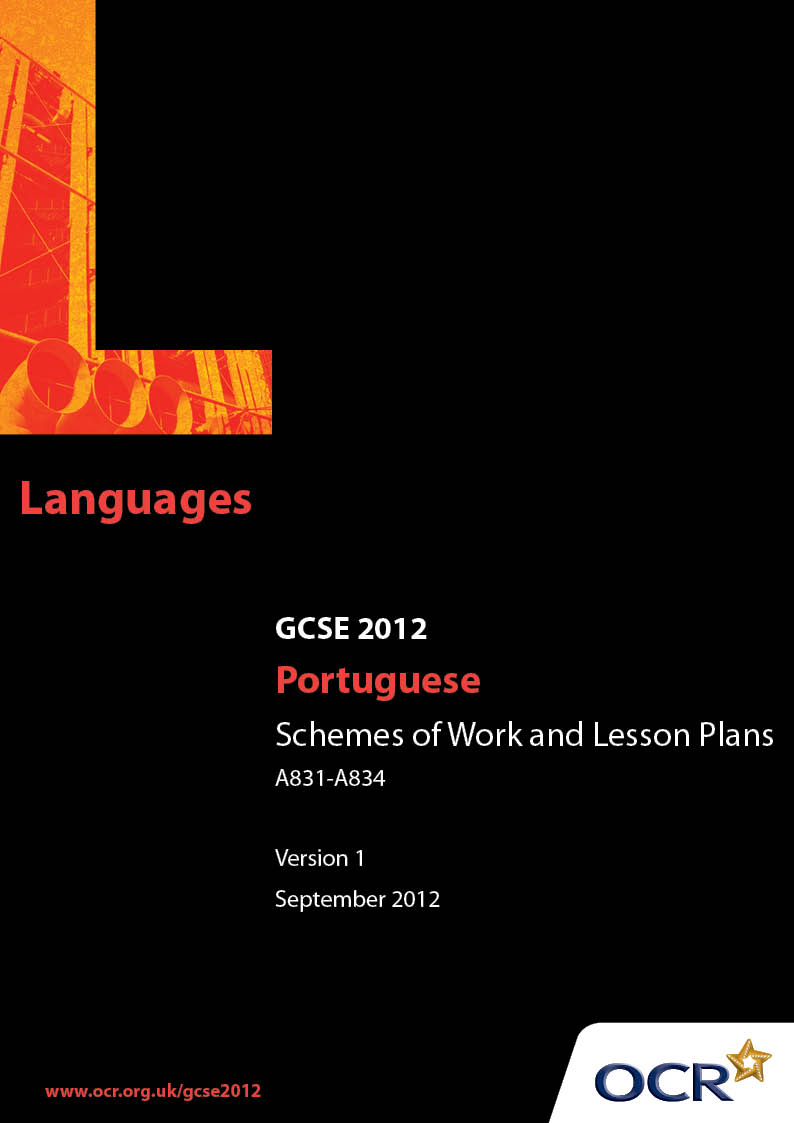 Languages
GCSE 2012
Portuguese
Schemes of Work and Lesson Plans
A831-A834
Version 1
September 2012
www.ocr.org.uk/gcse2012
OCR